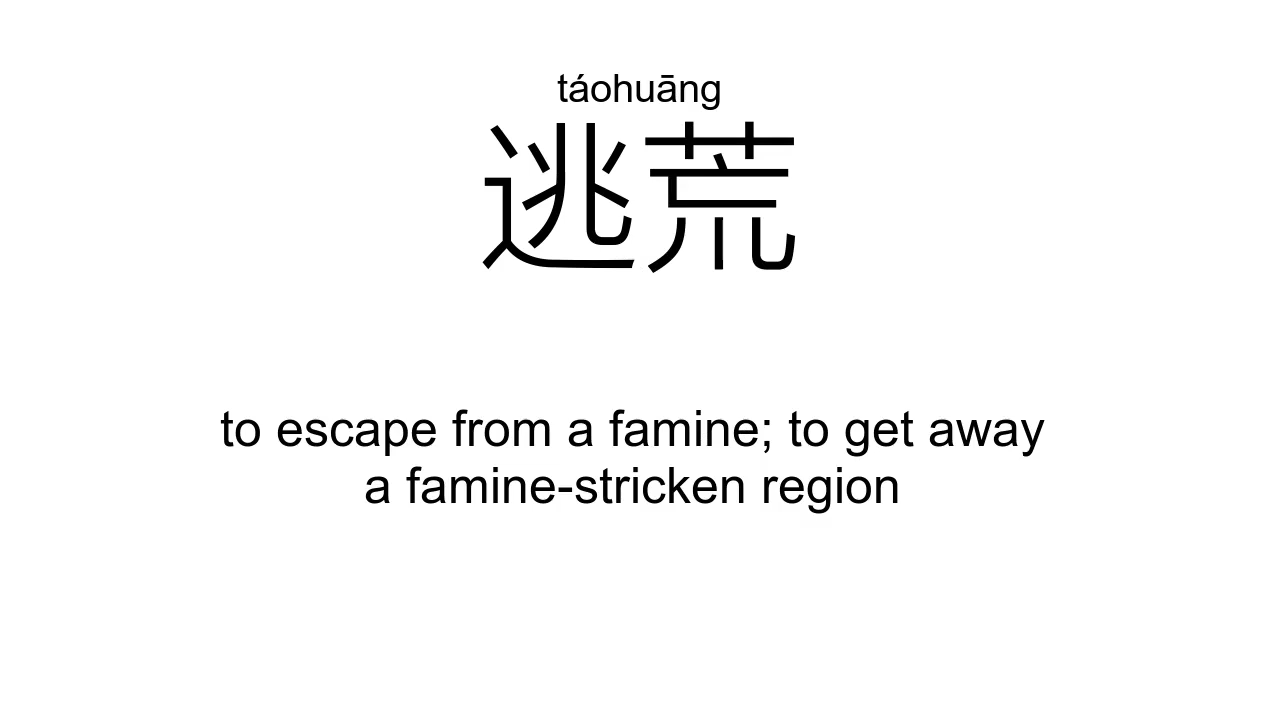 táohuāng
逃荒
to escape from a famine; to get away
a famine-stricken region